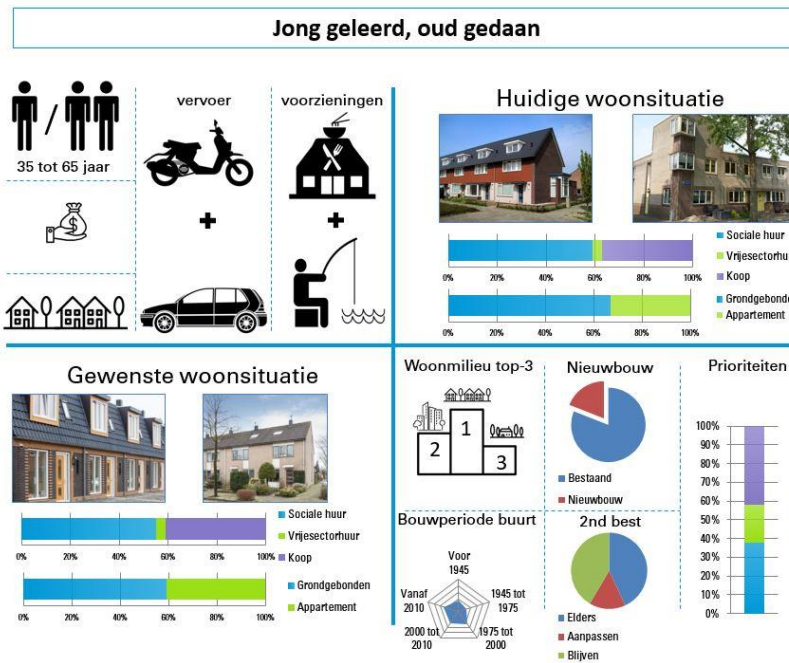 Jong geleerd, oud gedaan
35 tot 65 jaar
vervoer
+
voorzieningen
+
Huidige woonsituatie
Sociale huur
Koop
0% 20% 40% 60% 80% 100%
Appartement
0% 20% 40% 60% 80% 100%
Gewenste woonsituatie
Sociale huur
Vrijesectorhuur
Koop
0% 20% 40% 60% 80% 100%
Grondgebonden
Appartement
0% 20% 40% 60% 80% 100%
Woonmilieu top-3
1
2
3
Nieuwbouw
Bestaand
Nieuwbouw
Bouwperiode buurt
Voor
1945
1945 tot
1975
1975 tot
2000
2000 tot
2010
Vanaf
2010
2nd best
Elders
Aanpassen
Blijven
Prioriteiten
100%
90%
80%
70%
60%
50%
40%
30%
20%
10%
0%